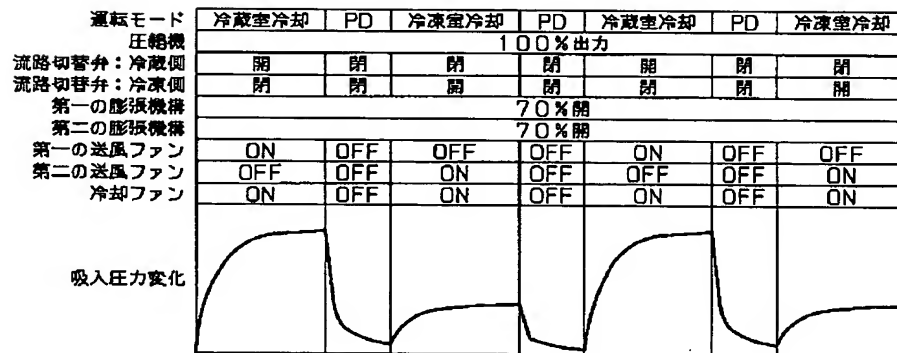 運転モード 冷蔵室冷却 PD 冷凍室冷却 PD 冷蔵室冷却 PD 冷凍室冷却
圧縮機 100%出力
流路切替弁:冷蔵側 開 閉 閉 閉 開 閉 閉
流路切替弁:冷凍側 閉 閉 開 閉 閉 閉 開
第一の膨張機構 70%開
第二の膨張機構 70%開
第一の送風ファン ON OFF OFF OFF ON OFF OFF
第二の送風ファン OFF OFF ON OFF OFF OFF ON
冷却ファン ON OFF ON OFF ON OFF ON
吸入圧力変化